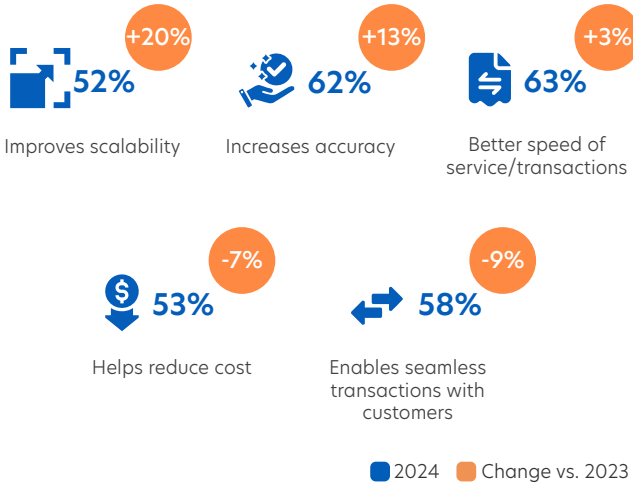 +20%
52%
Improves scalability
+13%
62%
Increases accuracy
+3%
63%
Better speed of
service/transactions
-7%
$
53%
Helps reduce cost
-9%
58%
Enables seamless
transactions with
customers
2024
Change vs. 2023